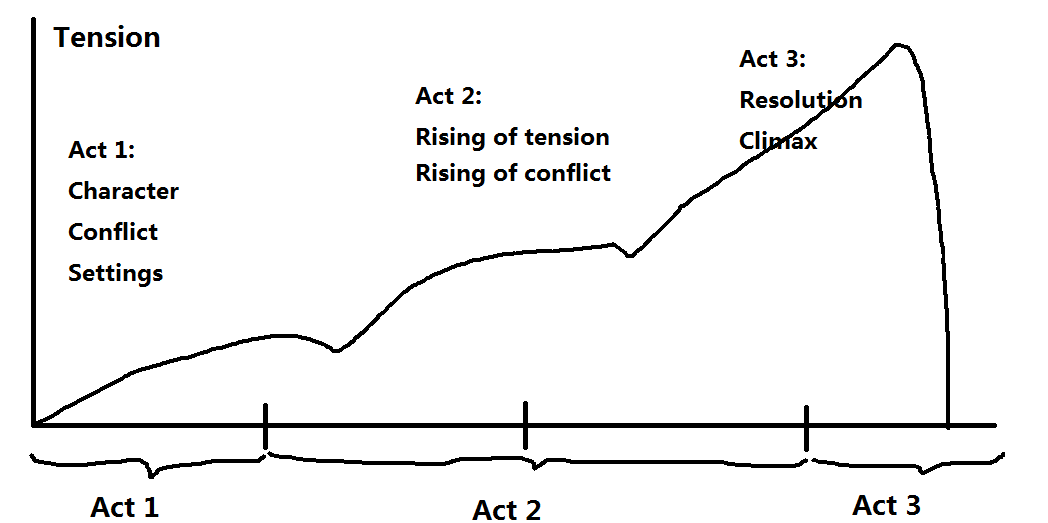 Tension
Act 1:
Character
Conflict
Settings
Act 2:
Rising of tension
Rising of conflict
Act 3:
Resolution
Climax
Act 1
Act 2
Act 3